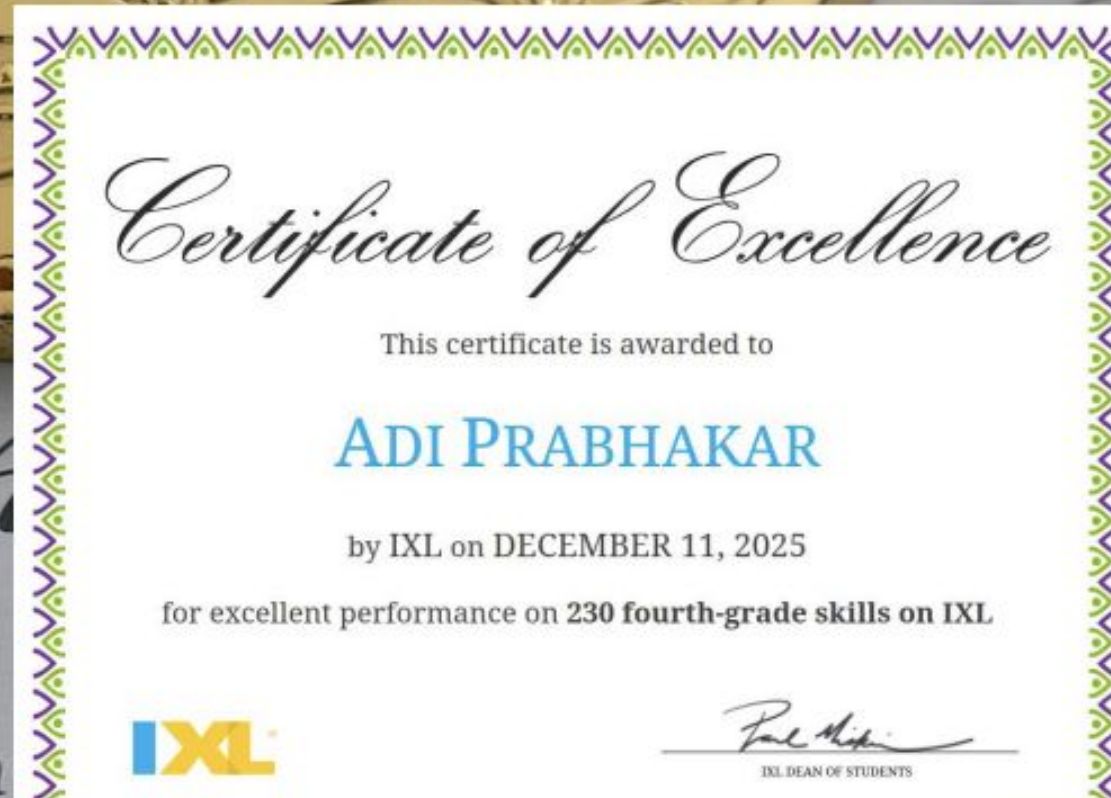 Certificate of Excellence
This certificate is awarded to
ADI PRABHAKAR
by IXL on DECEMBER 11, 2025
for excellent performance on 230 fourth-grade skills on IXL
IXL
IXL DEAN OF STUDENTS